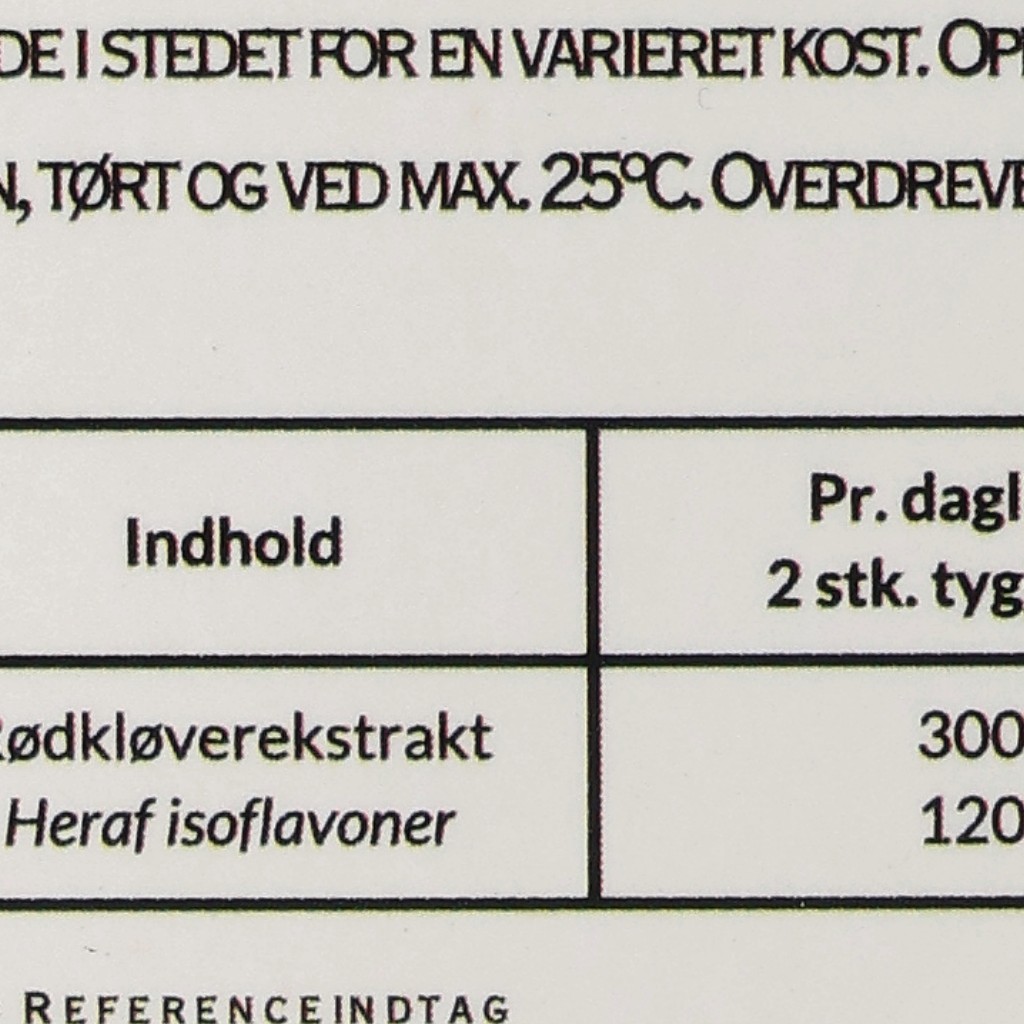 DE I STEDET FOR EN VARIERET KOST. OP
N, TØRT OG VED MAX. 25°C. OVERDREVE
Indhold
Pr. dagl
2 stk. tyg
Rødkløverekstrakt
300
Heraf isoflavoner
120
REFERENCEINDTAG